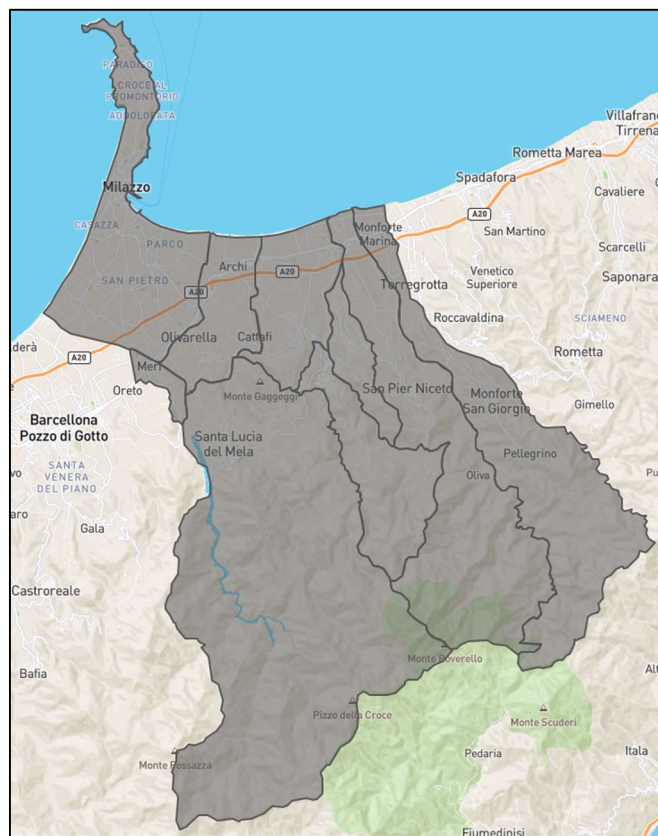 PARADISO
CROCE AL
PROMONTORIO
ADDOLORATA
Milazzo
CASAZZA
PARCO
SAN PIETRO
Archi
A20
A20
A20
A20
Olivarella
Cattafi
Merì
Oreto
Monte Gaggeggi
Barcellona
Pozzo di Gotto
SANTA
VENERA
DEL PIANO
Gala
Castroreale
Bafia
Santa Lucia
del Mela
Monforte
Marina
Torregrotta
Villafran
Tirrena
Rometta Marea
Spadafora
Cavaliere
San Martino
Scarcelli
Venetico
Superiore
Saponara
Roccavaldina
SCIAMENO
Rometta
San Pier Niceto
Monforte
San Giorgio
Gimello
Pellegrino
Oliva
Monte Poverello
Pizzo della Croce
Monte Scuderi
Monte Fossazza
Pedaria
Itala
Fiumedinisi